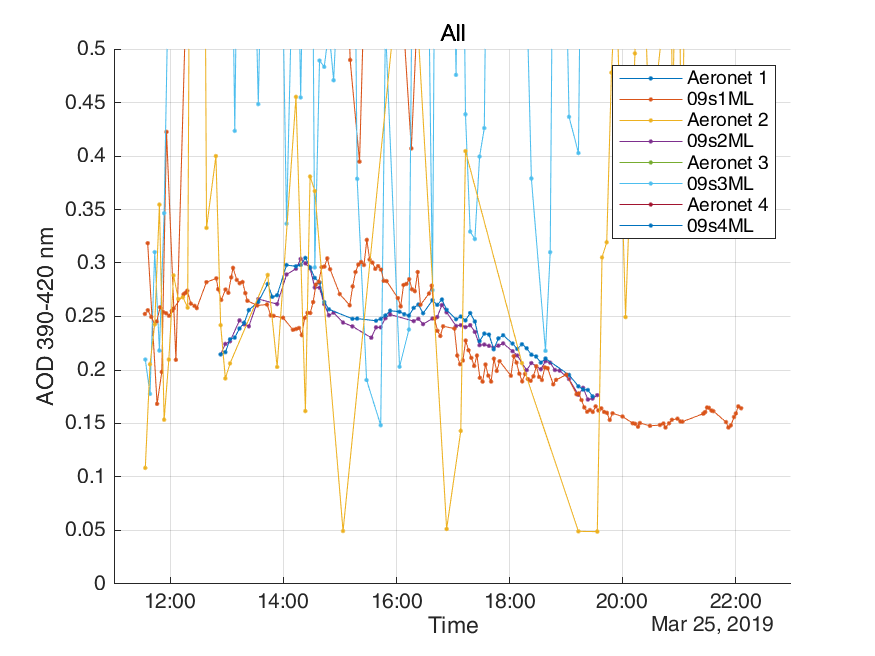 All
0.5
0.45
0.4
0.35
0.3
0.25
0.2
0.15
0.1
0.05
0
AOD 390-420 nm
Aeronet 1
09s1ML
Aeronet 2
09s2ML
Aeronet 3
09s3ML
Aeronet 4
09s4ML
12:00 14:00 16:00 18:00 20:00 22:00
Time
Mar 25, 2019